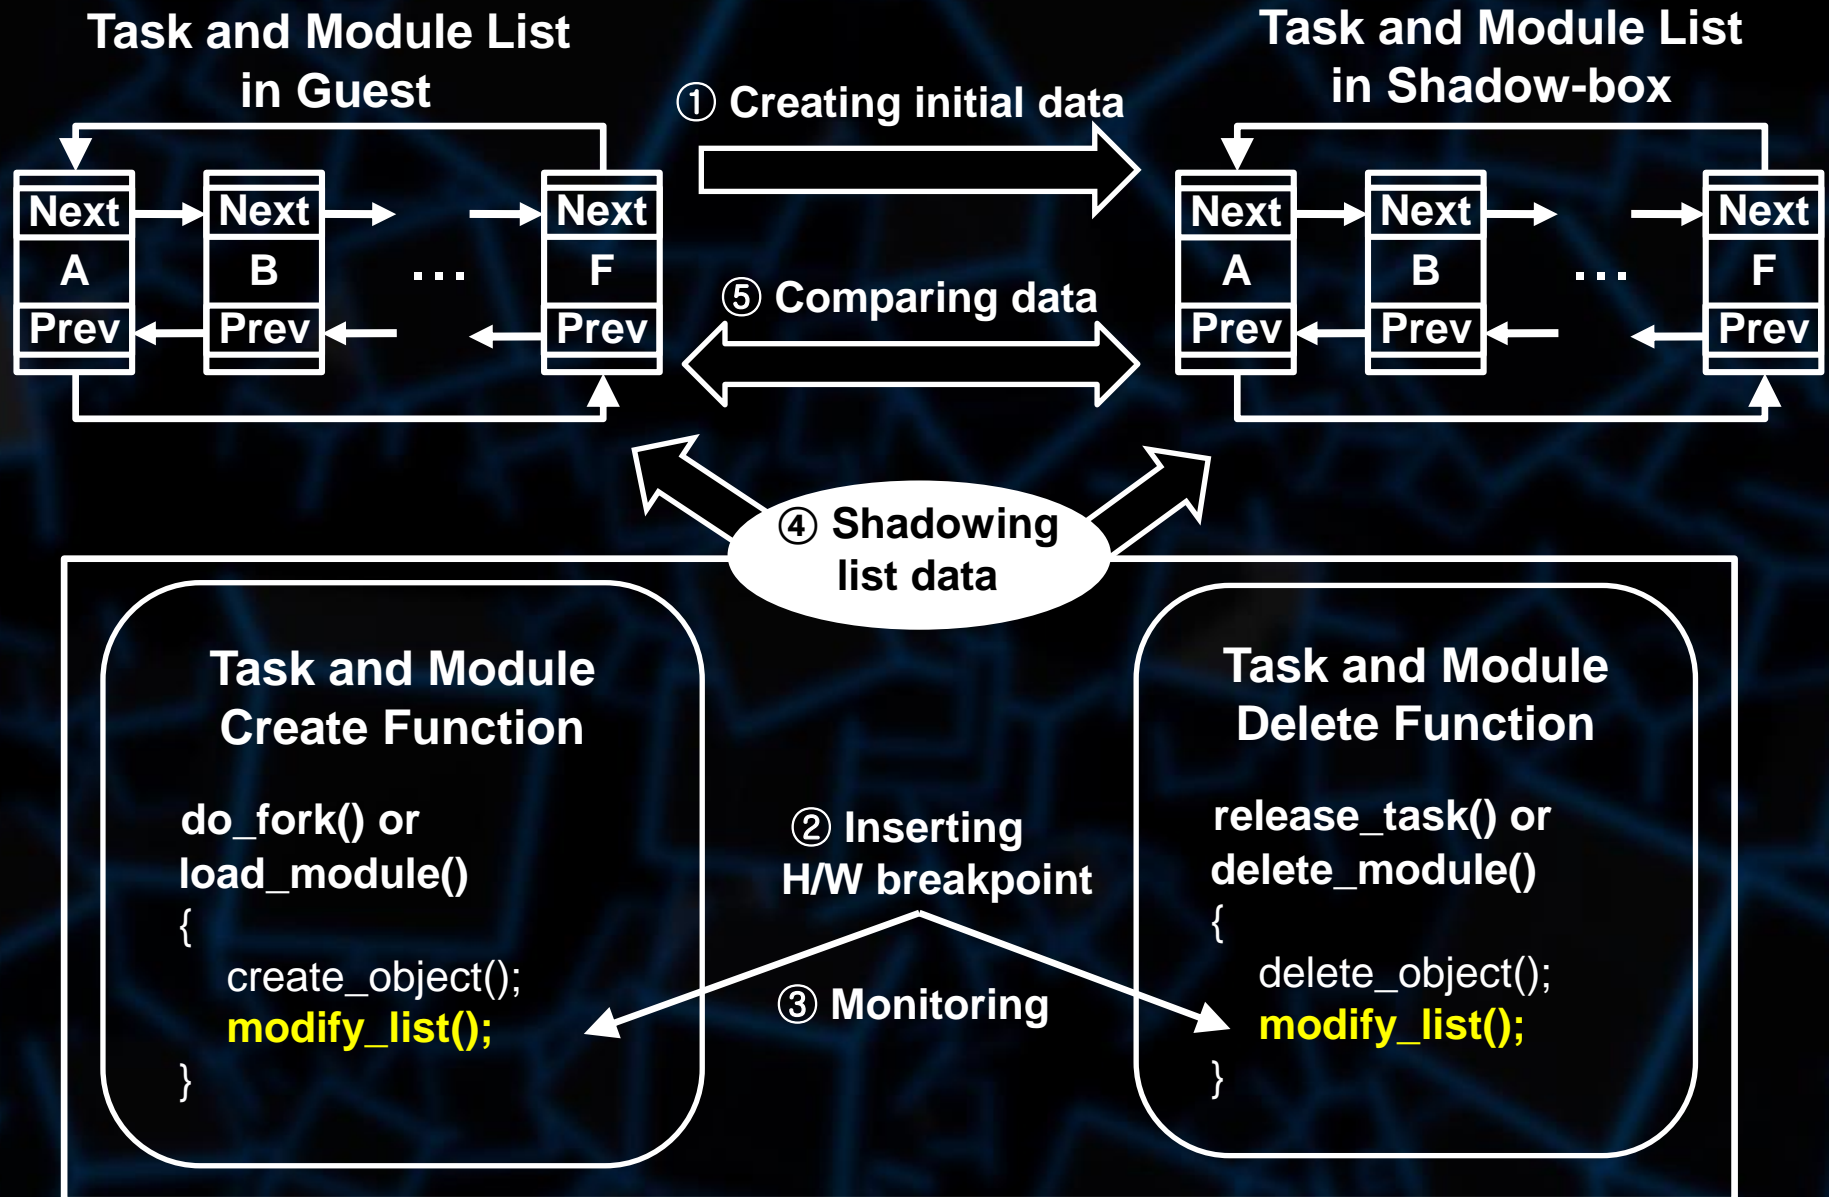 Task and Module List
in Guest
Task and Module List
in Shadow-box
① Creating initial data
Next
Next
Next
A
B
...
F
Prev
Prev
Prev
⑤ Comparing data
Next
Next
Next
A
B
...
F
Prev
Prev
Prev
④ Shadowing
list data
Task and Module
Create Function
do_fork() or
load_module()
{
create_object();
modify_list();
}
② Inserting
H/W breakpoint
③ Monitoring
Task and Module
Delete Function
release_task() or
delete_module()
{
delete_object();
modify_list();
}